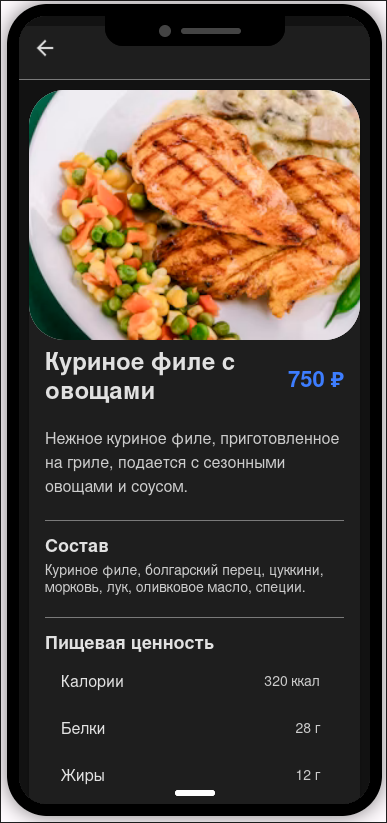 Куриное филе с
овощами
750 ₽
Нежное куриное филе, приготовленное
на гриле, подается с сезонными
овощами и соусом.
Состав
Куриное филе, болгарский перец, цуккини,
морковь, лук, оливковое масло, специи.
Пищевая ценность
Калории 320 ккал
Белки 28 г
Жиры 12 г